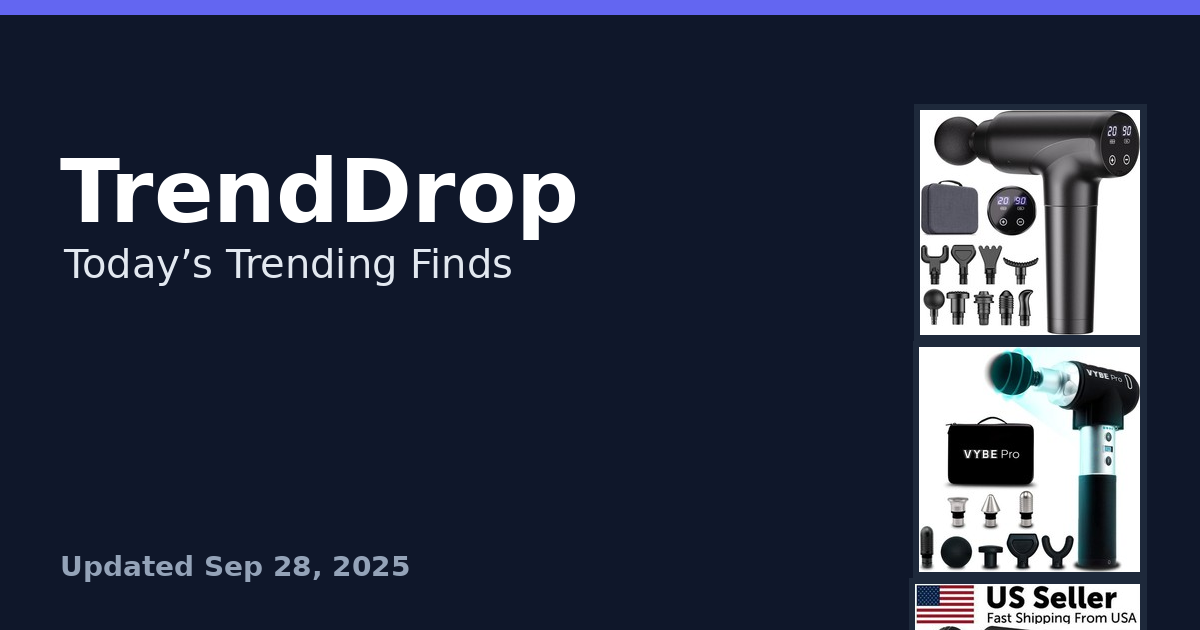 TrendDrop
Today’s Trending Finds
Updated Sep 28, 2025
20 90
20 90
VYBE Pro
VYBE Pro
US Seller
Fast Shipping From USA